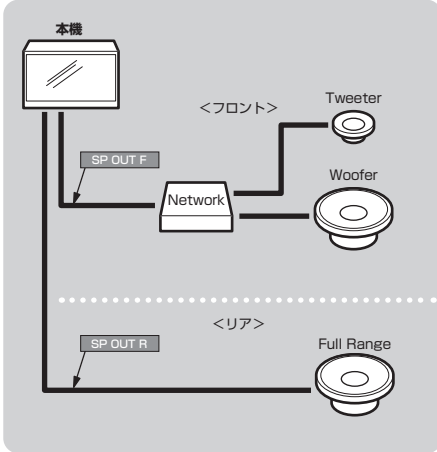 本機
<フロント>
Tweeter
SP OUT F
Woofer
Network
<リア>
SP OUT R
Full Range